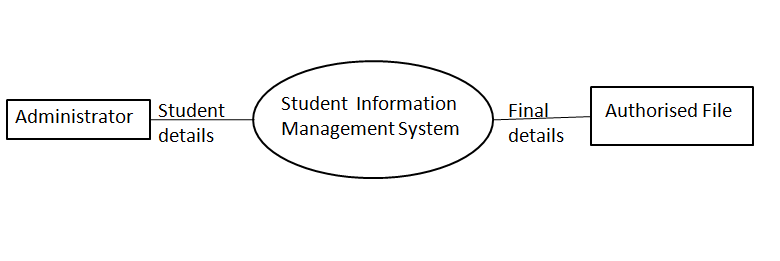 Administrator
Student
details
Student Information
Management System
Final
details
Authorised File